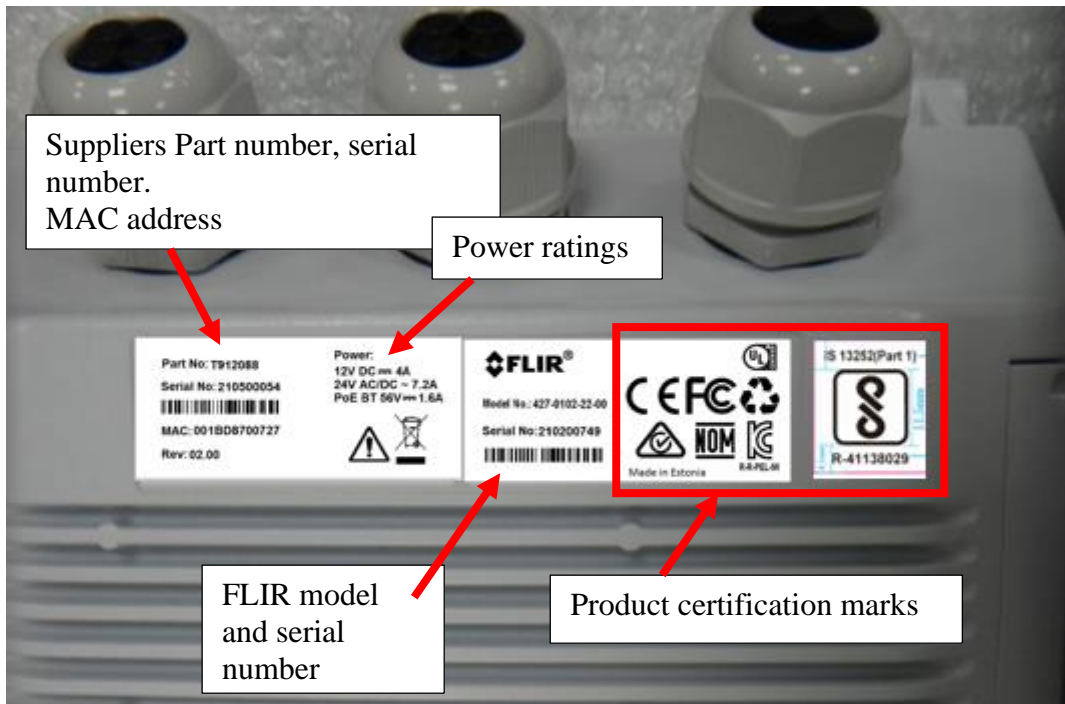 Suppliers Part number, serial
number.
MAC address
Power ratings
Part No: T912088
Serial No: 210500054
MAC: 001BD8700727
Rev: 02.00
Power:
12V DC ⎓ 4A
24V AC/DC ~ 7.2A
PoE BT 56V⎓ 1.6A
FLIR®
Model No.: 427-0102-22-00
Serial No: 210200749
UL
CE FC
NOM
Made in Estonia
R-R-PEL-M
IS 13252(Part 1)
R-41138029
FLIR model
and serial
number
Product certification marks